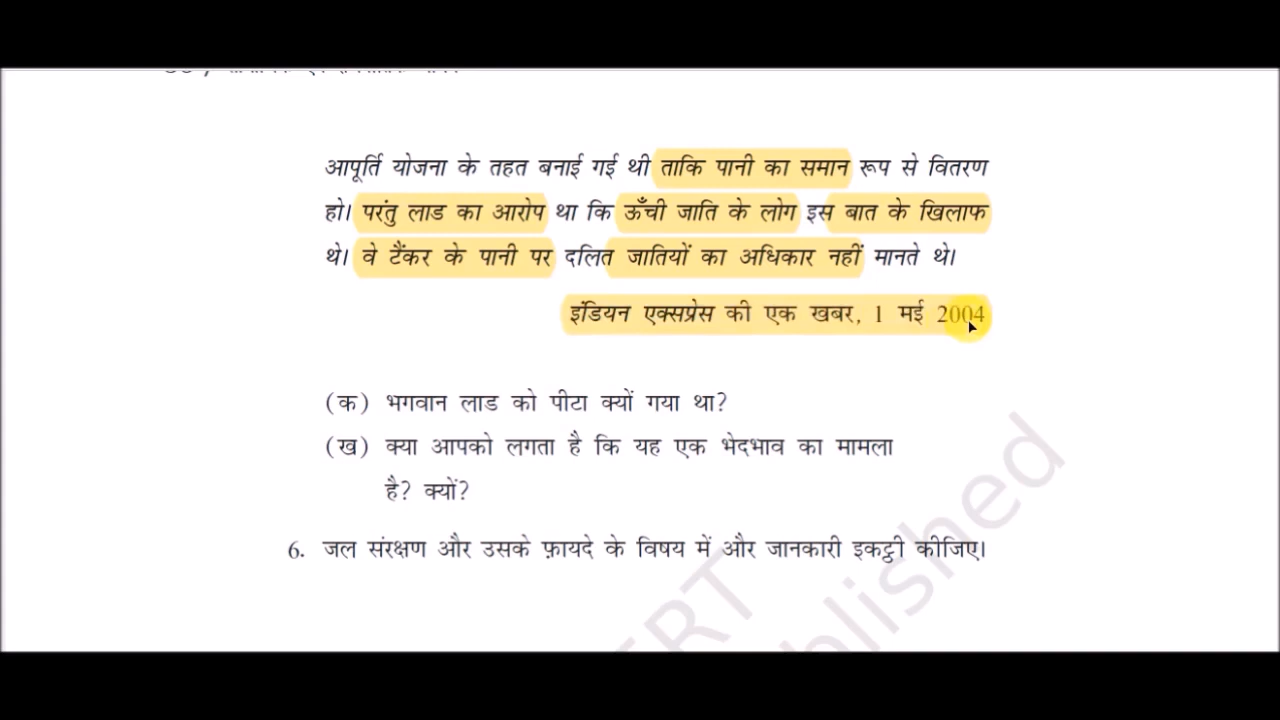 आपूर्ति योजना के तहत बनाई गई थी ताकि पानी का समान रूप से वितरण
हो। परंतु लाड का आरोप था कि ऊँची जाति के लोग इस बात के खिलाफ
थे। वे टैंकर के पानी पर दलित जातियों का अधिकार नहीं मानते थे।
इंडियन एक्सप्रेस की एक खबर, 1 मई 2004
(क) भगवान लाड को पीटा क्यों गया था?
(ख) क्या आपको लगता है कि यह एक भेदभाव का मामला
है? क्यों?
6. जल संरक्षण और उसके फ़ायदे के विषय में और जानकारी इकट्ठी कीजिए।